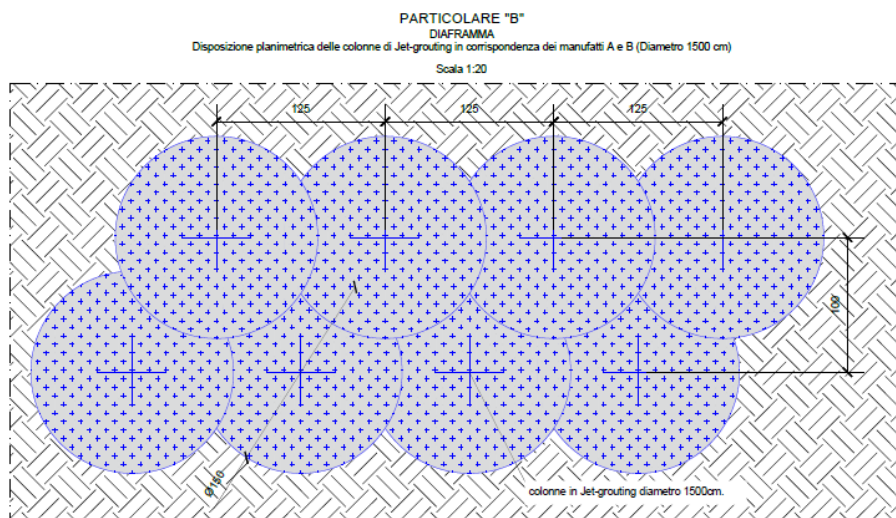 PARTICOLARE "B"
DIAFRAMMA
Disposizione planimetrica delle colonne di Jet-grouting in corrispondenza dei manufatti A e B (Diametro 1500 cm)
Scala 1:20
125 125 125
100
Ø150
colonne in Jet-grouting diametro 1500cm.